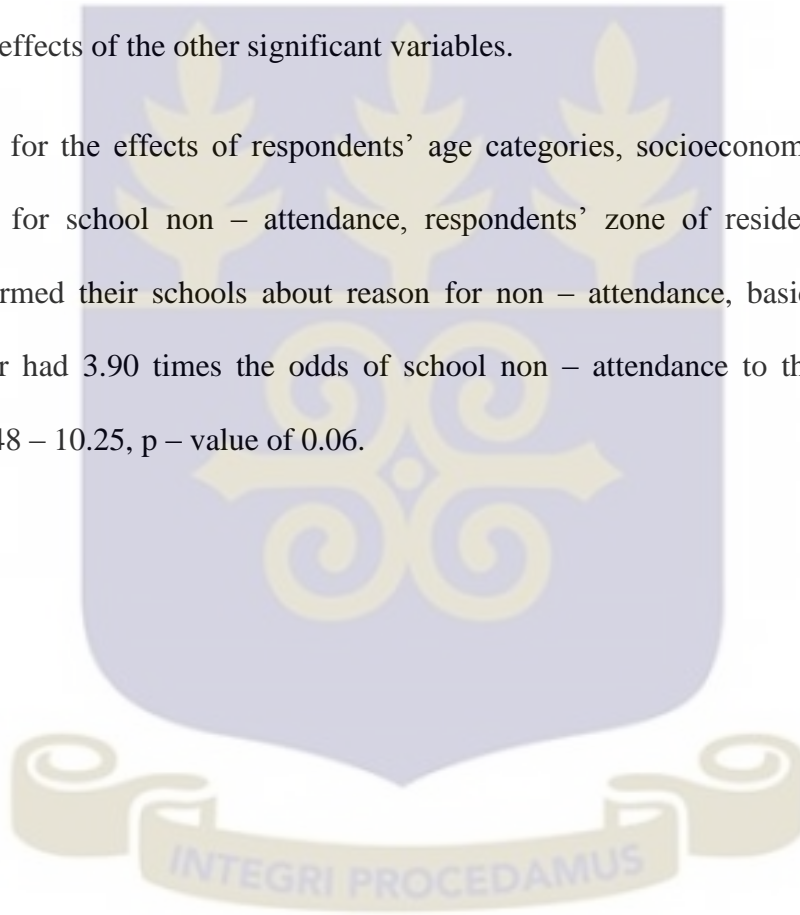 effects of the other significant variables.
for the effects of respondents’ age categories, socioeconom
for school non – attendance, respondents’ zone of reside
rmed their schools about reason for non – attendance, basic
r had 3.90 times the odds of school non – attendance to th
48 – 10.25, p – value of 0.06.
INTEGRI PROCEDAMUS